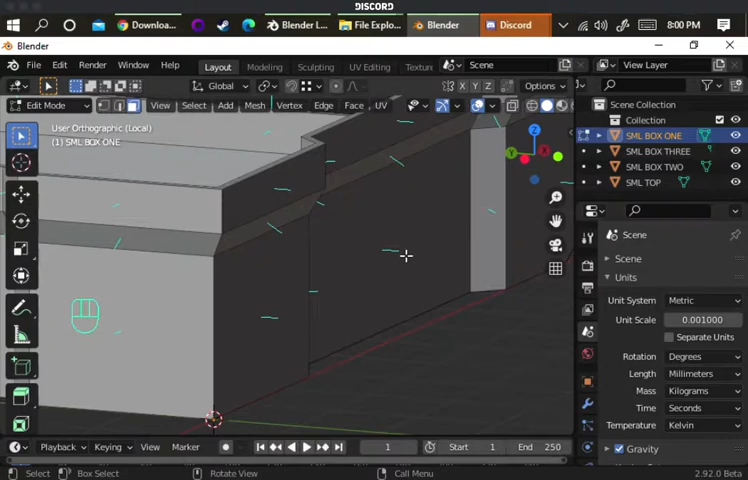 DISCORD
Downloa...
Blender L...
File Explo...
Blender
Discord
8:00 PM
Blender
File Edit Render Window Help
Layout Modeling Sculpting UV Editing Textur
Scene
View Layer
Global
X Y Z
Options
Edit Mode
View Select Add Mesh Vertex Edge Face UV
User Orthographic (Local)
(1) SML BOX ONE
Z
Y
X
Scene Collection
Collection
SML BOX ONE
SML BOX THREE
SML BOX TWO
SML TOP
Scene
Scene
Units
Unit System Metric
Unit Scale 0.001000
Separate Units
Rotation Degrees
Length Millimeters
Mass Kilograms
Time Seconds
Temperature Kelvin
Gravity
Playback Keying View Marker
1
Start 1
End 250
Select Box Select Rotate View Call Menu 2.92.0 Beta